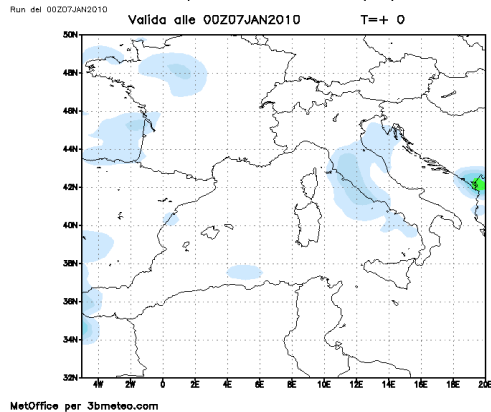 Run del 00Z07JAN2010
Valida alle 00Z07JAN2010 T=+ 0
50N
48N
46N
44N
42N
40N
38N
36N
34N
32N
4W 2W 0 2E 4E 6E 8E 10E 12E 14E 16E 18E 20E
MetOffice per 3bmeteo.com